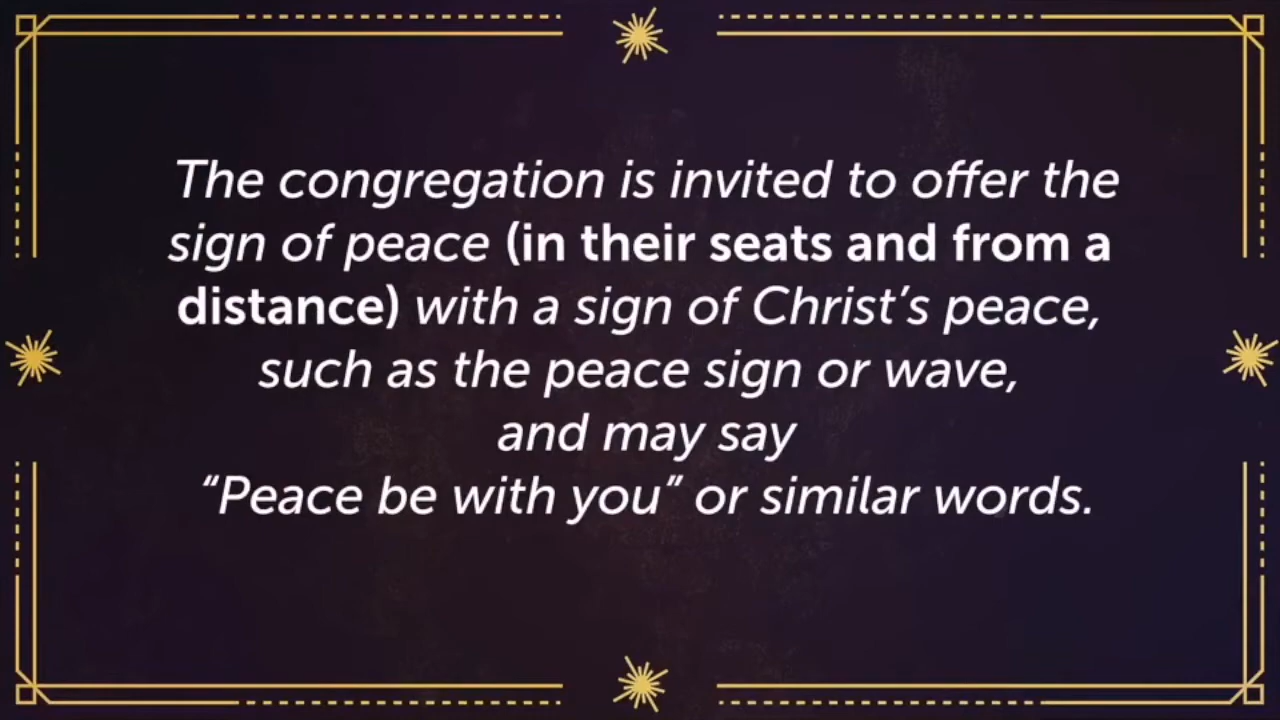 The congregation is invited to offer the
sign of peace (in their seats and from a
distance) with a sign of Christ’s peace,
such as the peace sign or wave,
and may say
“Peace be with you” or similar words.